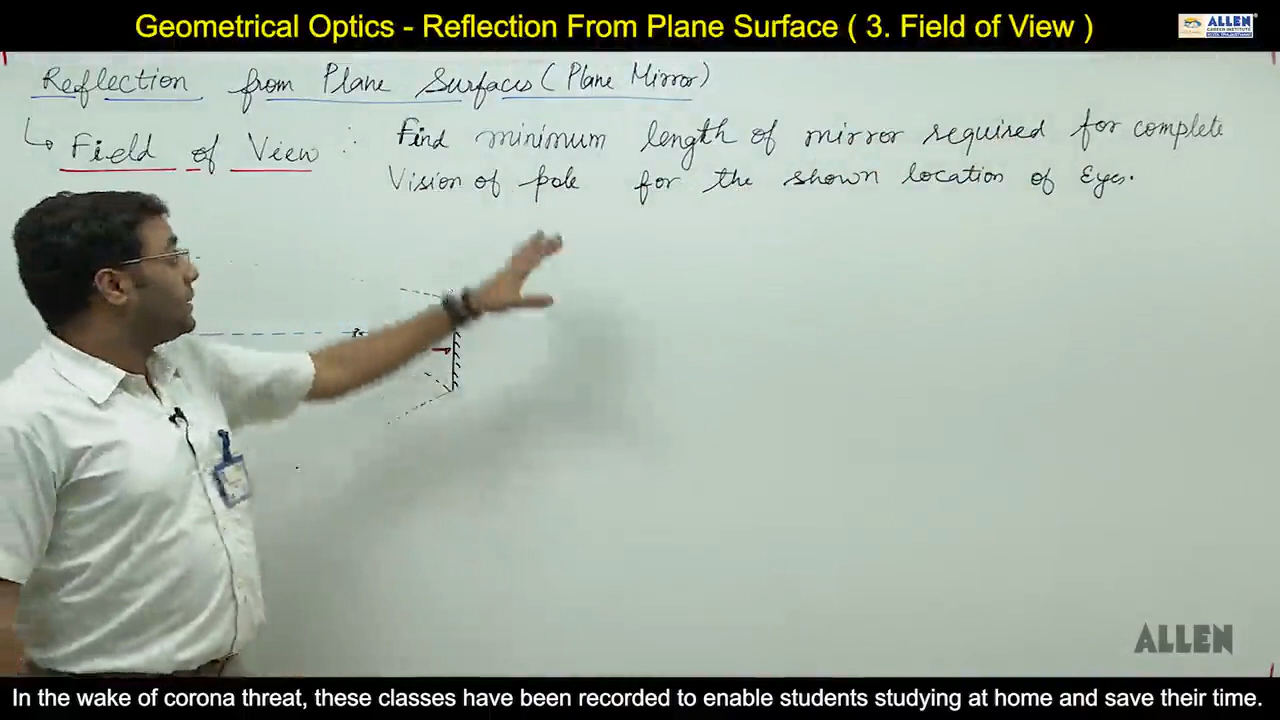 Geometrical Optics - Reflection From Plane Surface ( 3. Field of View )
ALLEN
CAREER INSTITUTE
Reflection from Plane Surfaces (Plane Mirror)
↳ Field of View : Find minimum length of mirror required for complete
Vision of pole for the shown location of Eyes.
ALLEN
In the wake of corona threat, these classes have been recorded to enable students studying at home and save their time.